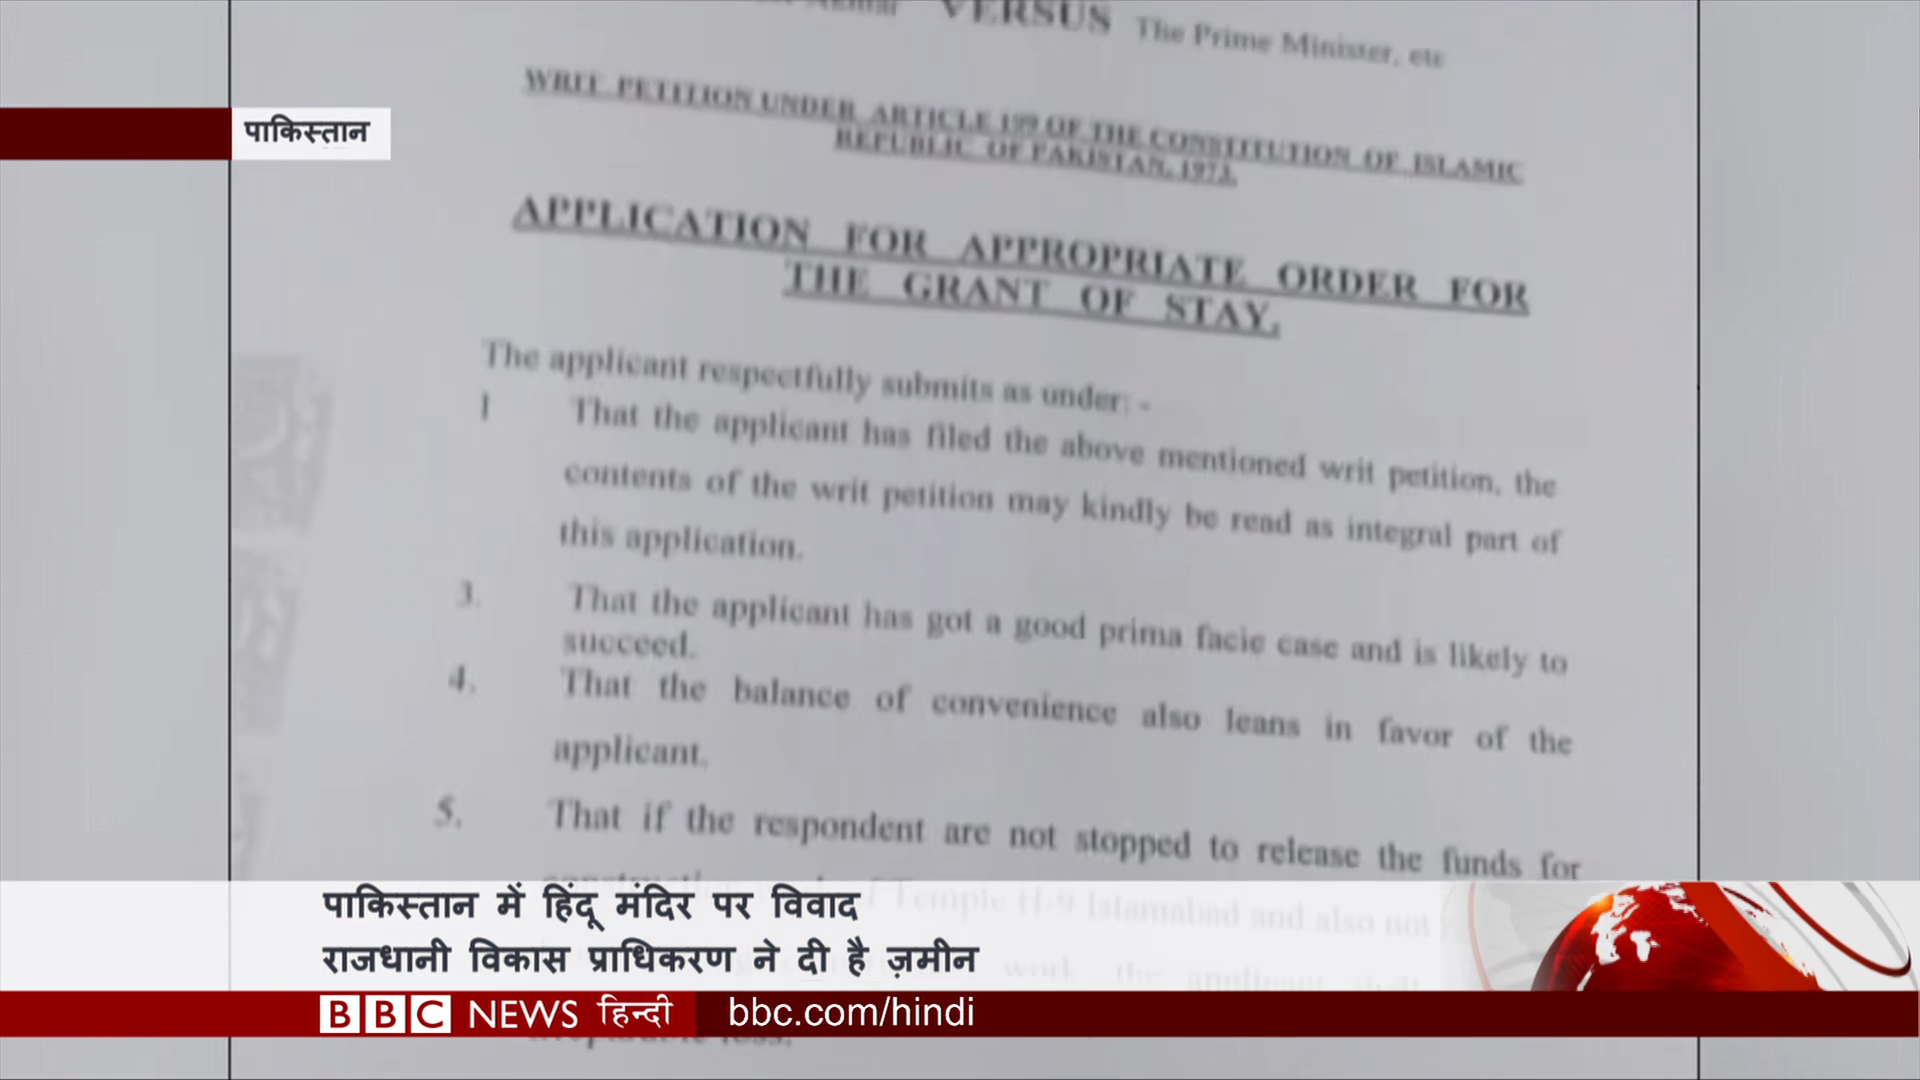 VERSUS The Prime Minister, etc
WRIT PETITION UNDER ARTICLE 199 OF THE CONSTITUTION OF ISLAMIC
REPUBLIC OF PAKISTAN, 1973.
पाकिस्तान
APPLICATION FOR APPROPRIATE ORDER FOR
THE GRANT OF STAY.
The applicant respectfully submits as under: -
1 That the applicant has filed the above mentioned writ petition, the
contents of the writ petition may kindly be read as integral part of
this application.
3. That the applicant has got a good prima facie case and is likely to
succeed.
4. That the balance of convenience also leans in favor of the
applicant.
5. That if the respondent are not stopped to release the funds for
Temple H-9 Islamabad and also not
work the applicant
पाकिस्तान में हिंदू मंदिर पर विवाद
राजधानी विकास प्राधिकरण ने दी है ज़मीन
BBC NEWS हिन्दी bbc.com/hindi
loss.